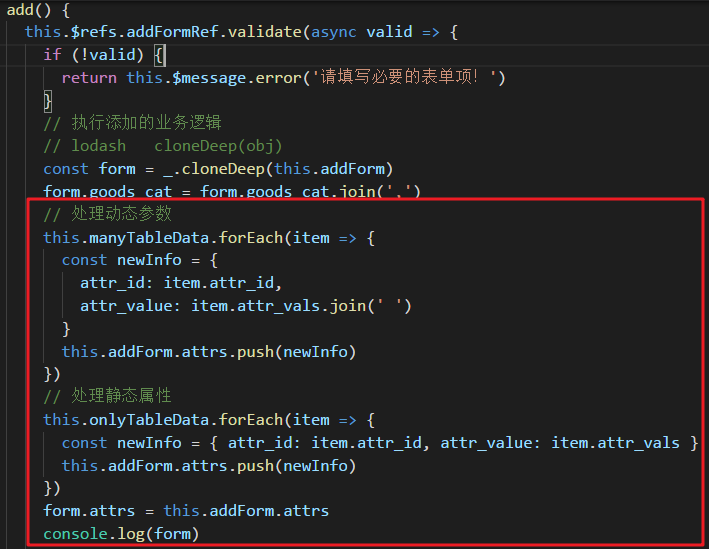 add() {
this.$refs.addFormRef.validate(async valid => {
if (!valid) {
return this.$message.error('请填写必要的表单项！')
}
// 执行添加的业务逻辑
// lodash   cloneDeep(obj)
const form = _.cloneDeep(this.addForm)
form.goods_cat = form.goods_cat.join(',')
// 处理动态参数
this.manyTableData.forEach(item => {
const newInfo = {
attr_id: item.attr_id,
attr_value: item.attr_vals.join(' ')
}
this.addForm.attrs.push(newInfo)
})
// 处理静态属性
this.onlyTableData.forEach(item => {
const newInfo = { attr_id: item.attr_id, attr_value: item.attr_vals }
this.addForm.attrs.push(newInfo)
})
form.attrs = this.addForm.attrs
console.log(form)